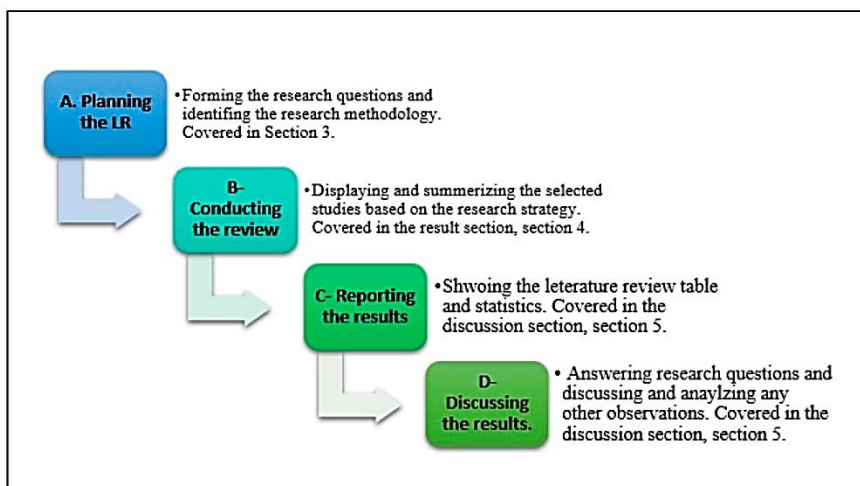 A. Planning
the LR
•Forming the research questions and
identifing the research methodology.
Covered in Section 3.
B-
Conducting
the review
•Displaying and summerizing the selected
studies based on the research strategy.
Covered in the result section, section 4.
C- Reporting
the results
•Shwoing the leterature review table
and statistics. Covered in the
discussion section, section 5.
D-
Discussing
the results.
• Answering research questions and
discussing and anaylzing any
other observations. Covered in the
discussion section, section 5.